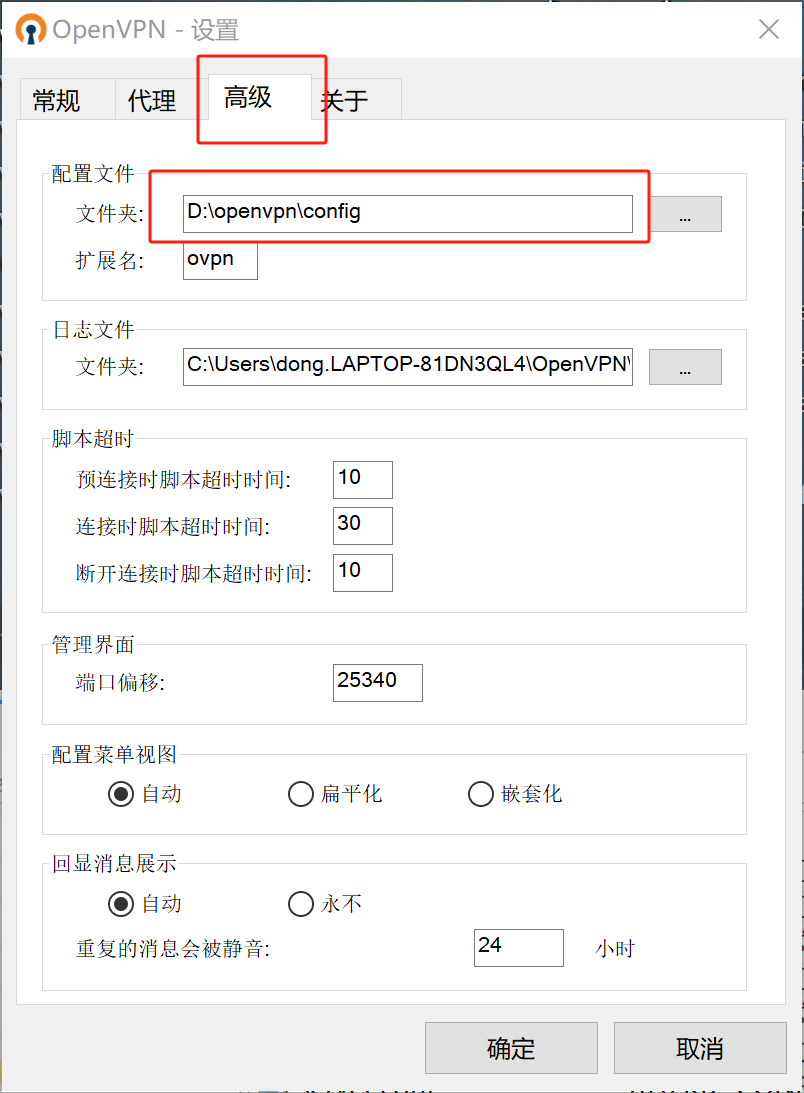 OpenVPN - 设置
常规 代理 高级 关于
配置文件
文件夹: D:\openvpn\config ...
扩展名: ovpn
日志文件
文件夹: C:\Users\dong.LAPTOP-81DN3QL4\OpenVPN\ ...
脚本超时
预连接时脚本超时时间: 10
连接时脚本超时时间: 30
断开连接时脚本超时时间: 10
管理界面
端口偏移: 25340
配置菜单视图
自动 扁平化 嵌套化
回显消息展示
自动 永不
重复的消息会被静音: 24 小时
确定 取消